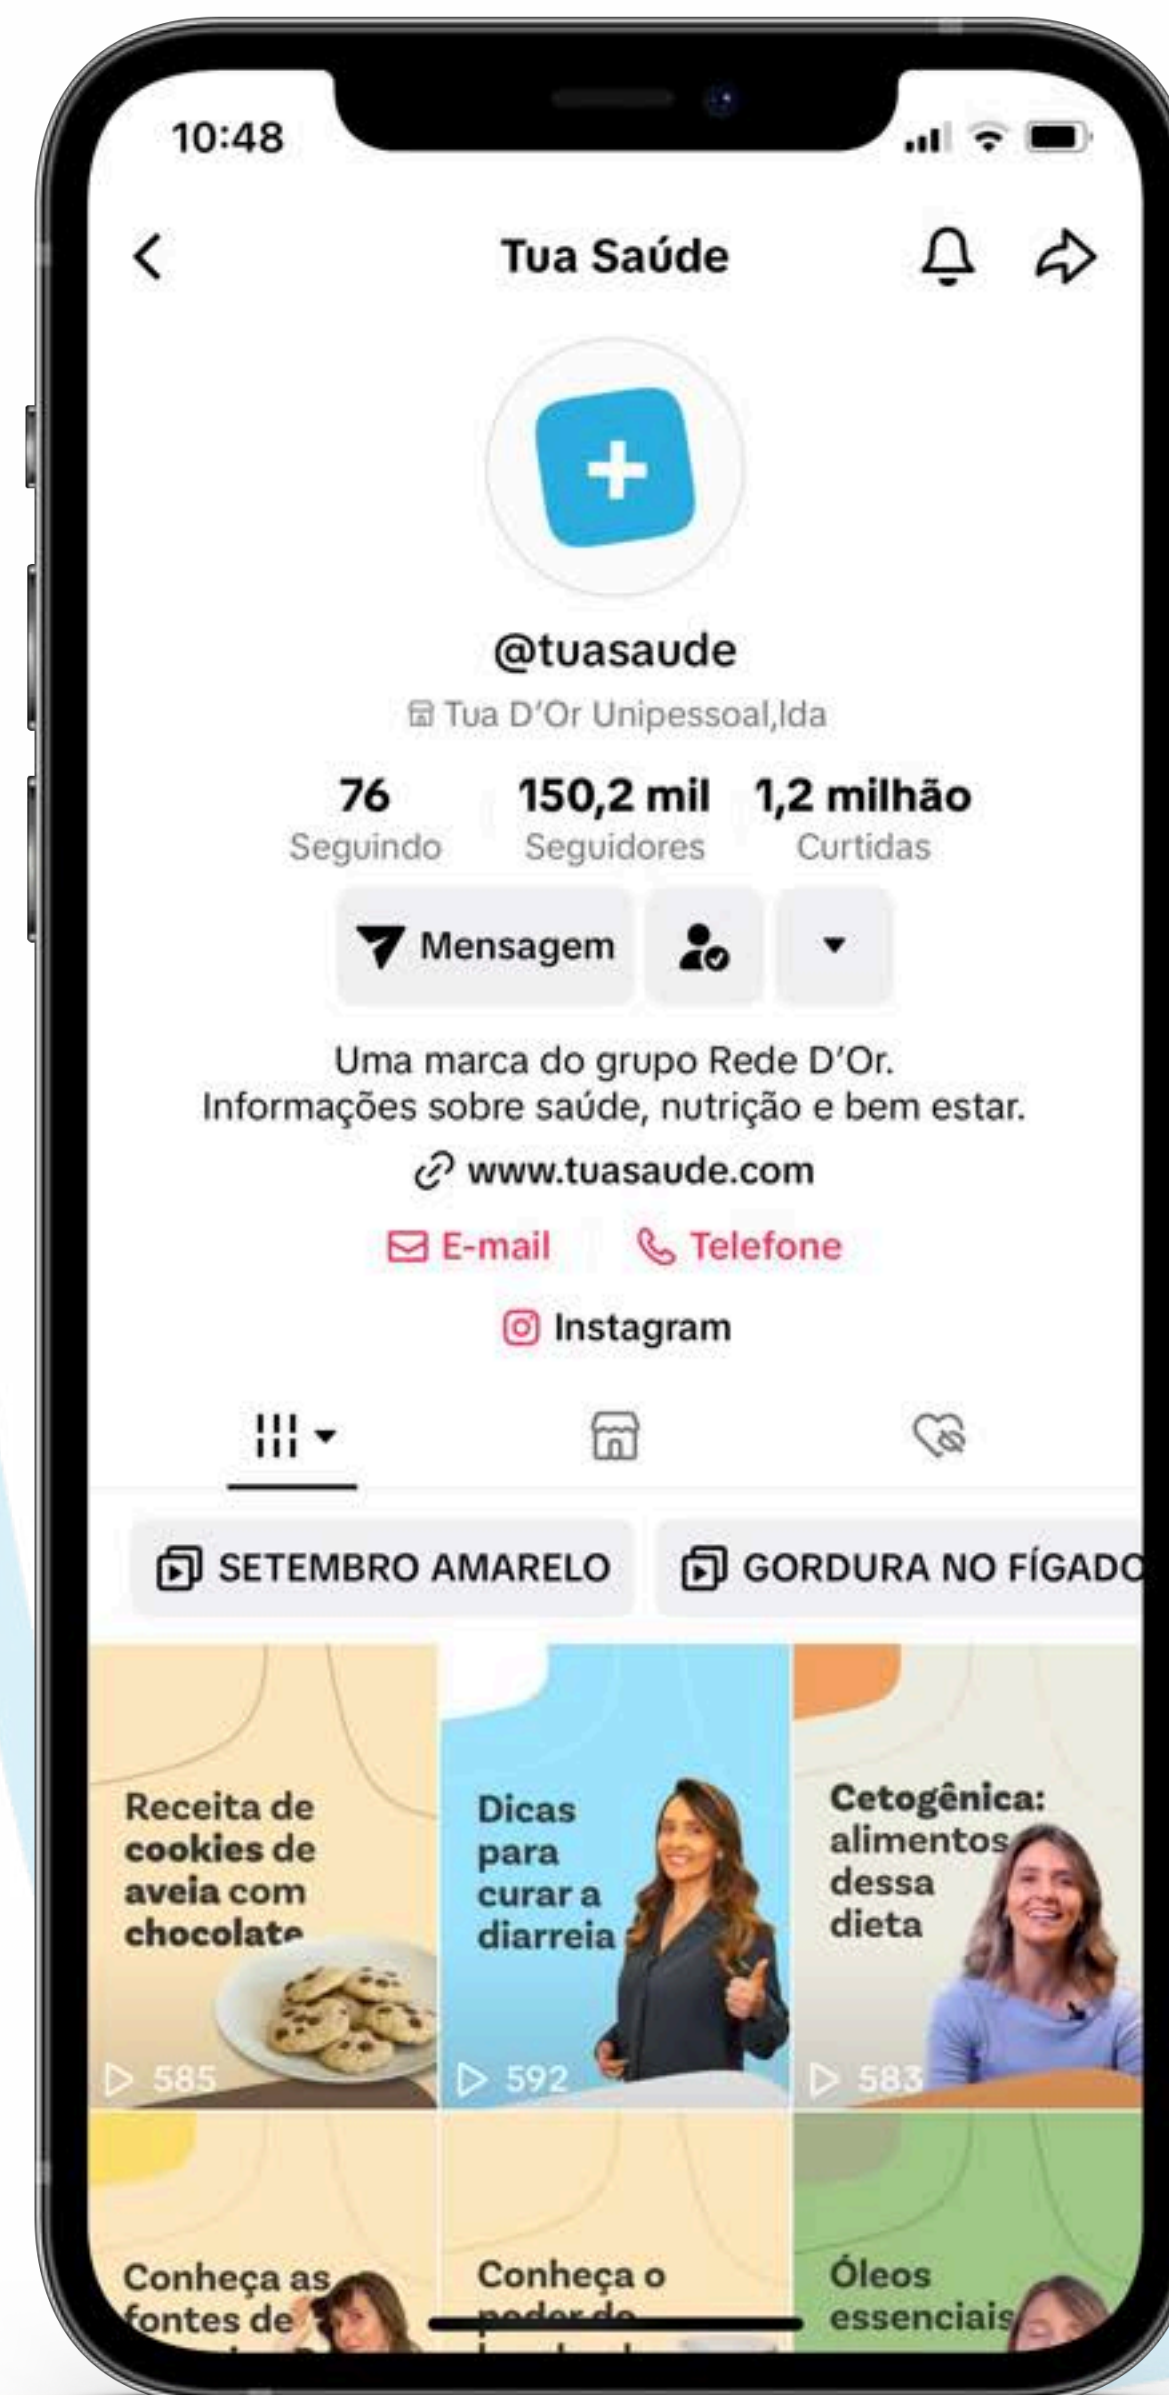 10:48
Tua Saúde
@tuasaude
Tua D'Or Unipessoal,lda
76 150,2 mil 1,2 milhão
Seguindo Seguidores Curtidas
Mensagem
Uma marca do grupo Rede D'Or.
Informações sobre saúde, nutrição e bem estar.
www.tuasaude.com
E-mail Telefone
Instagram
SETEMBRO AMARELO GORDURA NO FÍGADO
Receita de
cookies de
aveia com
chocolate
585
Dicas
para
curar a
diarreia
592
Cetogênica:
alimentos
dessa
dieta
583
Conheça as
fontes de
Conheça o
poder do
Óleos
essenciais